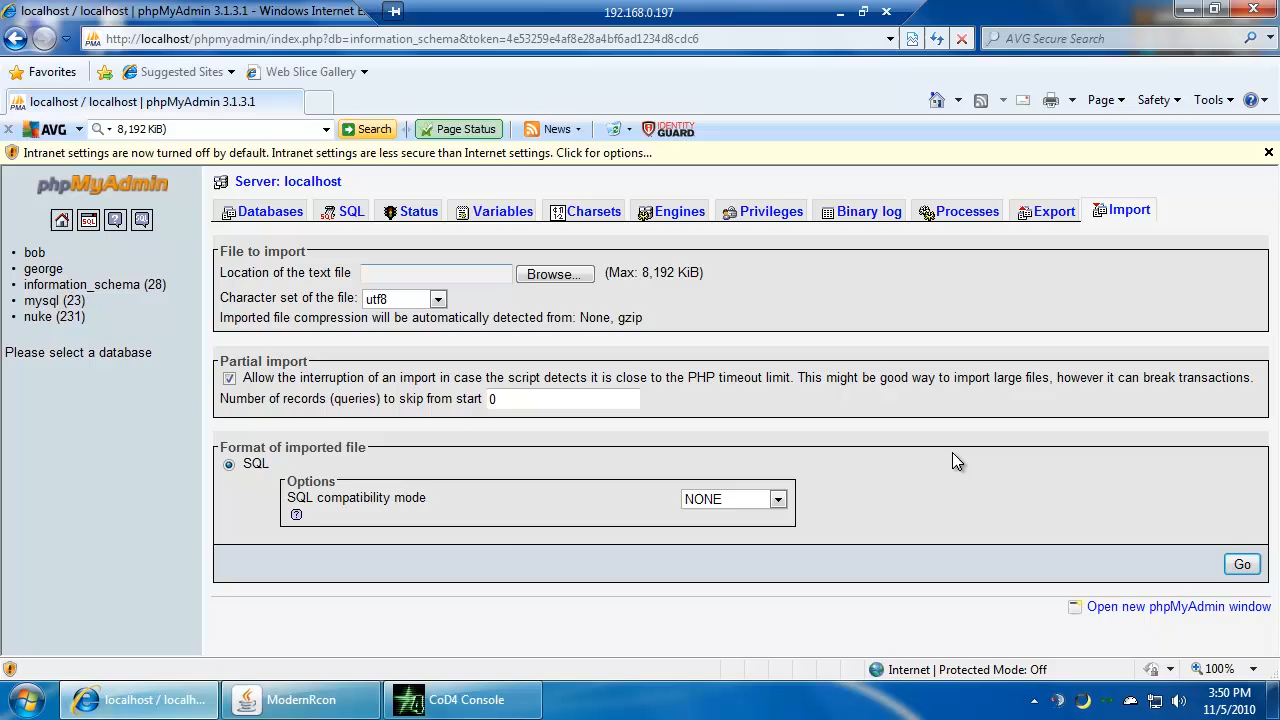 localhost / localhost | phpMyAdmin 3.1.3.1 - Windows Internet E
192.168.0.197
http://localhost/phpmyadmin/index.php?db=information_schema&token=4e53259e4af8e28a4bf6ad1234d8cdc6
AVG Secure Search
Favorites
Suggested Sites
Web Slice Gallery
localhost / localhost | phpMyAdmin 3.1.3.1
Page
Safety
Tools
AVG
8,192 KiB)
Search
Page Status
News
IDENTITY GUARD
Intranet settings are now turned off by default. Intranet settings are less secure than Internet settings. Click for options...
phpMyAdmin
SQL
bob
george
information_schema (28)
mysql (23)
nuke (231)
Please select a database
Server: localhost
Databases
SQL
Status
Variables
Charsets
Engines
Privileges
Binary log
Processes
Export
Import
File to import
Location of the text file
Browse...
(Max: 8,192 KiB)
Character set of the file:
utf8
Imported file compression will be automatically detected from: None, gzip
Partial import
Allow the interruption of an import in case the script detects it is close to the PHP timeout limit. This might be good way to import large files, however it can break transactions.
Number of records (queries) to skip from start
0
Format of imported file
SQL
Options
SQL compatibility mode
NONE
Go
Open new phpMyAdmin window
Internet | Protected Mode: Off
100%
localhost / localh...
ModernRcon
CoD4 Console
3:50 PM
11/5/2010